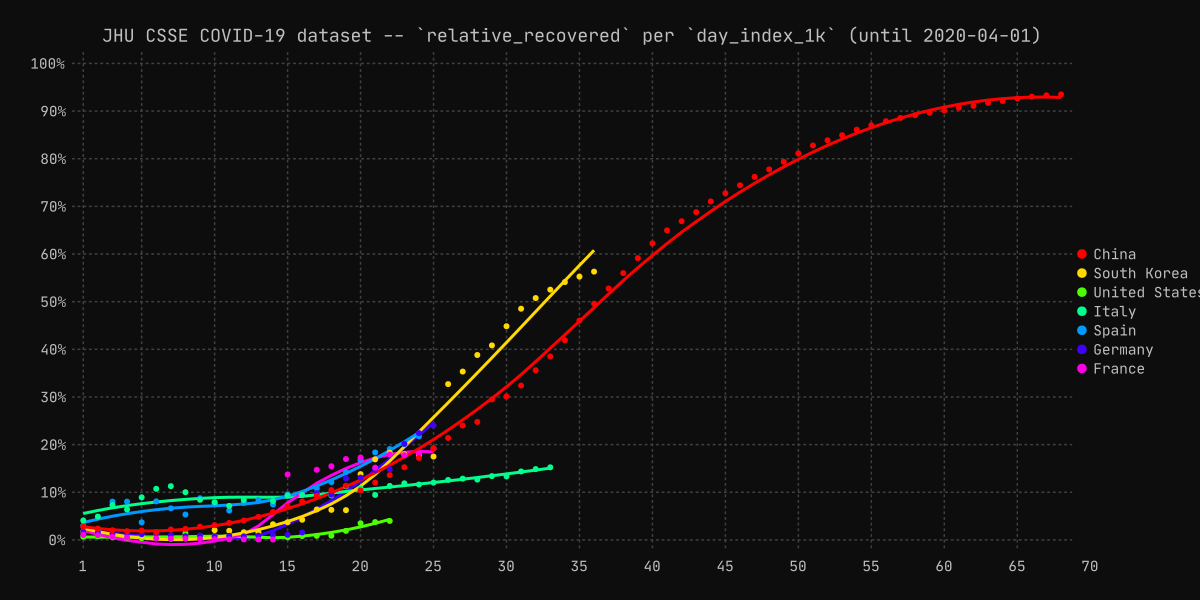 JHU CSSE COVID-19 dataset -- `relative_recovered` per `day_index_1k` (until 2020-04-01)
100%
90%
80%
70%
60%
50%
40%
30%
20%
10%
0%
1 5 10 15 20 25 30 35 40 45 50 55 60 65 70
China
South Korea
United States
Italy
Spain
Germany
France